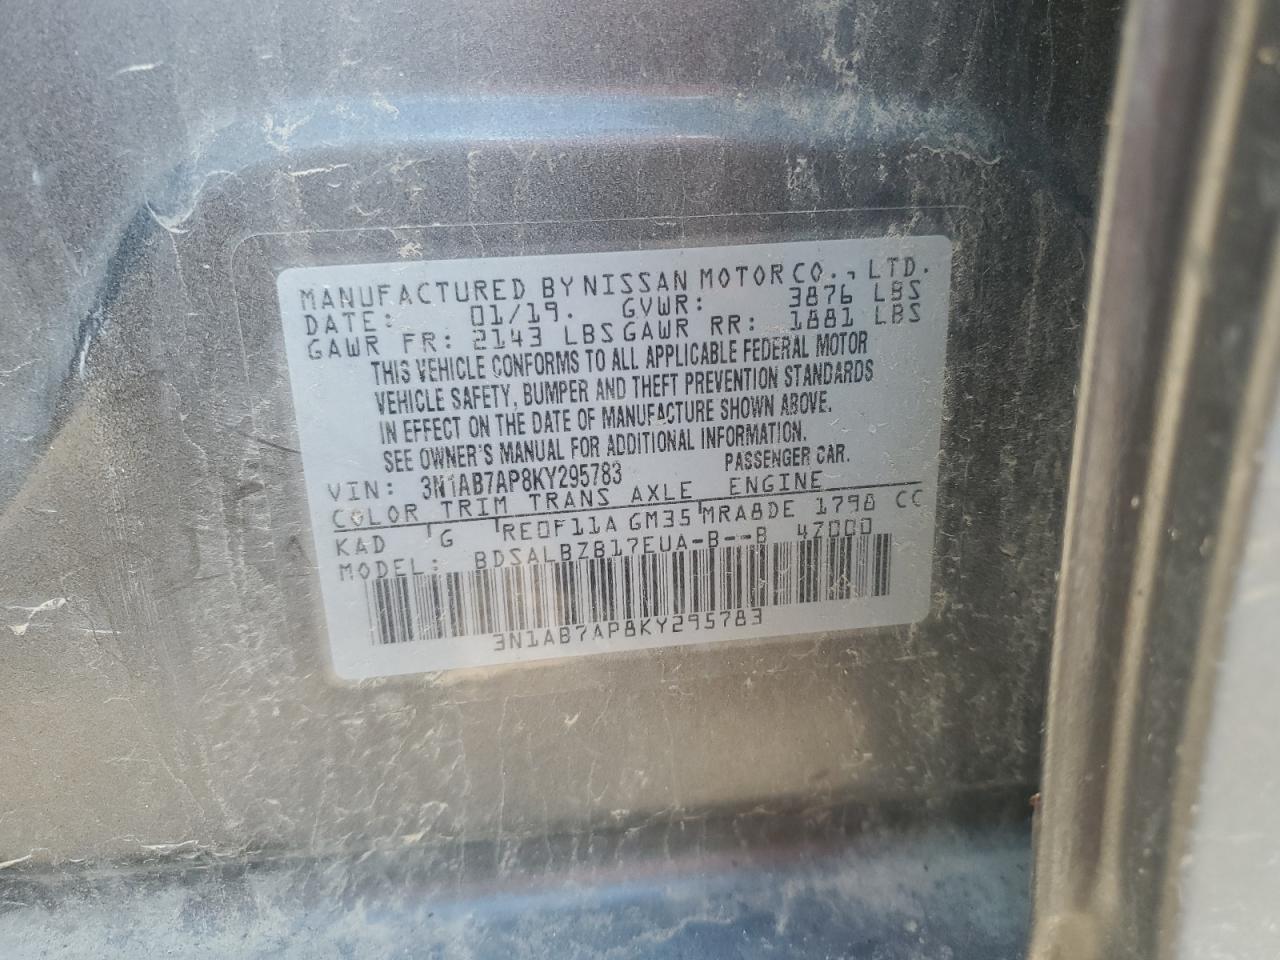 MANUFACTURED BY NISSAN MOTOR CO., LTD.
DATE: 01/19. GVWR: 3876 LBS
GAWR FR: 2143 LBS GAWR RR: 1881 LBS
THIS VEHICLE CONFORMS TO ALL APPLICABLE FEDERAL MOTOR
VEHICLE SAFETY, BUMPER AND THEFT PREVENTION STANDARDS
IN EFFECT ON THE DATE OF MANUFACTURE SHOWN ABOVE.
SEE OWNER'S MANUAL FOR ADDITIONAL INFORMATION.
VIN: 3N1AB7AP8KY295783 PASSENGER CAR.
COLOR TRIM TRANS AXLE ENGINE
KAD G RE0F11A GM35 MRA8DE 1798 CC
MODEL: BDSALBZB17EUA-B--B 4Z000
3N1AB7AP8KY295783